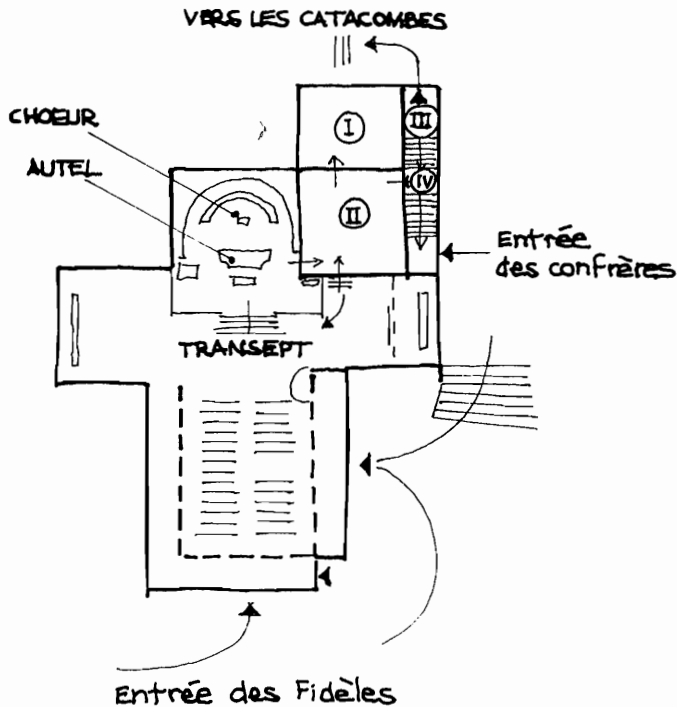 VERS LES CATACOMBES
CHOEUR
I
III
AUTEL
IV
II
Entrée
des confrères
TRANSEPT
Entrée des Fidèles